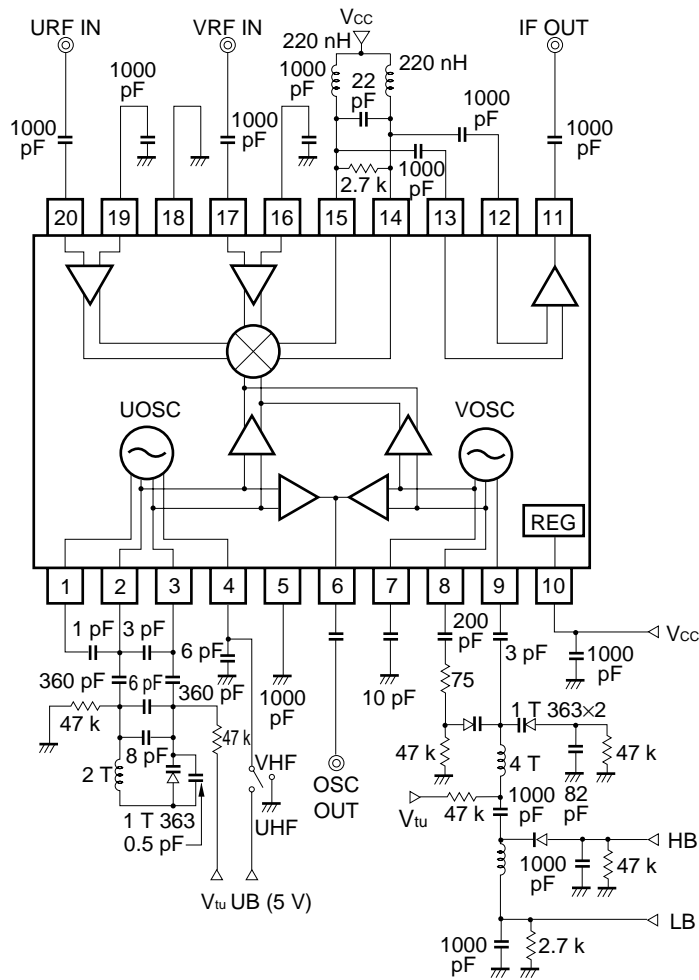 URF IN
VRF IN
VCC
IF OUT
220 nH
220 nH
1000 pF
1000 pF
22 pF
1000 pF
1000 pF
1000 pF
1000 pF
1000 pF
2.7 k
20
19
18
17
16
15
14
13
12
11
UOSC
VOSC
REG
1
2
3
4
5
6
7
8
9
10
1 pF
3 pF
6 pF
200 pF
3 pF
VCC
1000 pF
360 pF
6 pF
360 pF
1000 pF
10 pF
75
1 T 363×2
47 k
47 k
47 k
47 k
8 pF
2 T
VHF
UHF
OSC OUT
4 T
82 pF
1 T 363
0.5 pF
Vtu
47 k
1000 pF
HB
1000 pF
47 k
Vtu UB (5 V)
LB
1000 pF
2.7 k